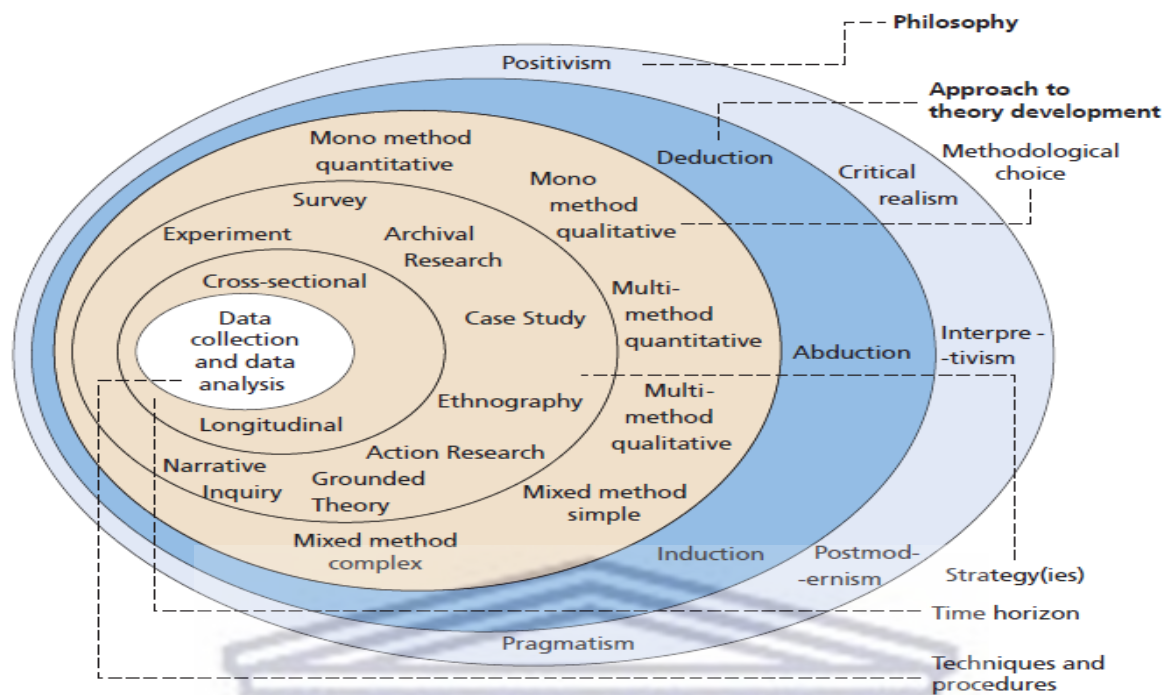 Philosophy
Positivism
Approach to
theory development
Mono method
quantitative
Deduction
Methodological
choice
Critical
realism
Mono
method
qualitative
Survey
Experiment
Archival
Research
Cross-sectional
Multi-
method
quantitative
Data
collection
and data
analysis
Case Study
Abduction
Interpre-
-tivism
Ethnography
Multi-
method
qualitative
Longitudinal
Action Research
Narrative
Inquiry
Grounded
Theory
Mixed method
simple
Mixed method
complex
Induction
Postmod-
-ernism
Strategy(ies)
Time horizon
Pragmatism
Techniques and
procedures